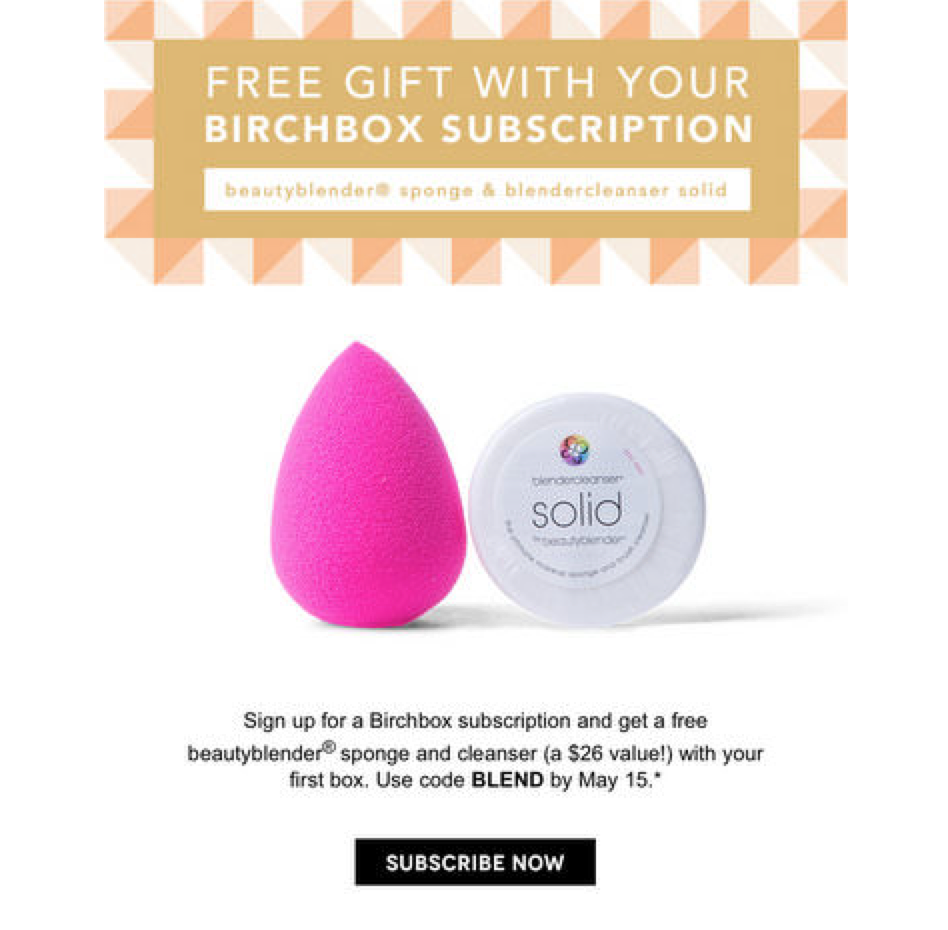 FREE GIFT WITH YOUR
BIRCHBOX SUBSCRIPTION
beautyblender® sponge & blendercleanser solid
blendercleanser
solid
beautyblender
Sign up for a Birchbox subscription and get a free
beautyblender® sponge and cleanser (a $26 value!) with your
first box. Use code BLEND by May 15.*
SUBSCRIBE NOW